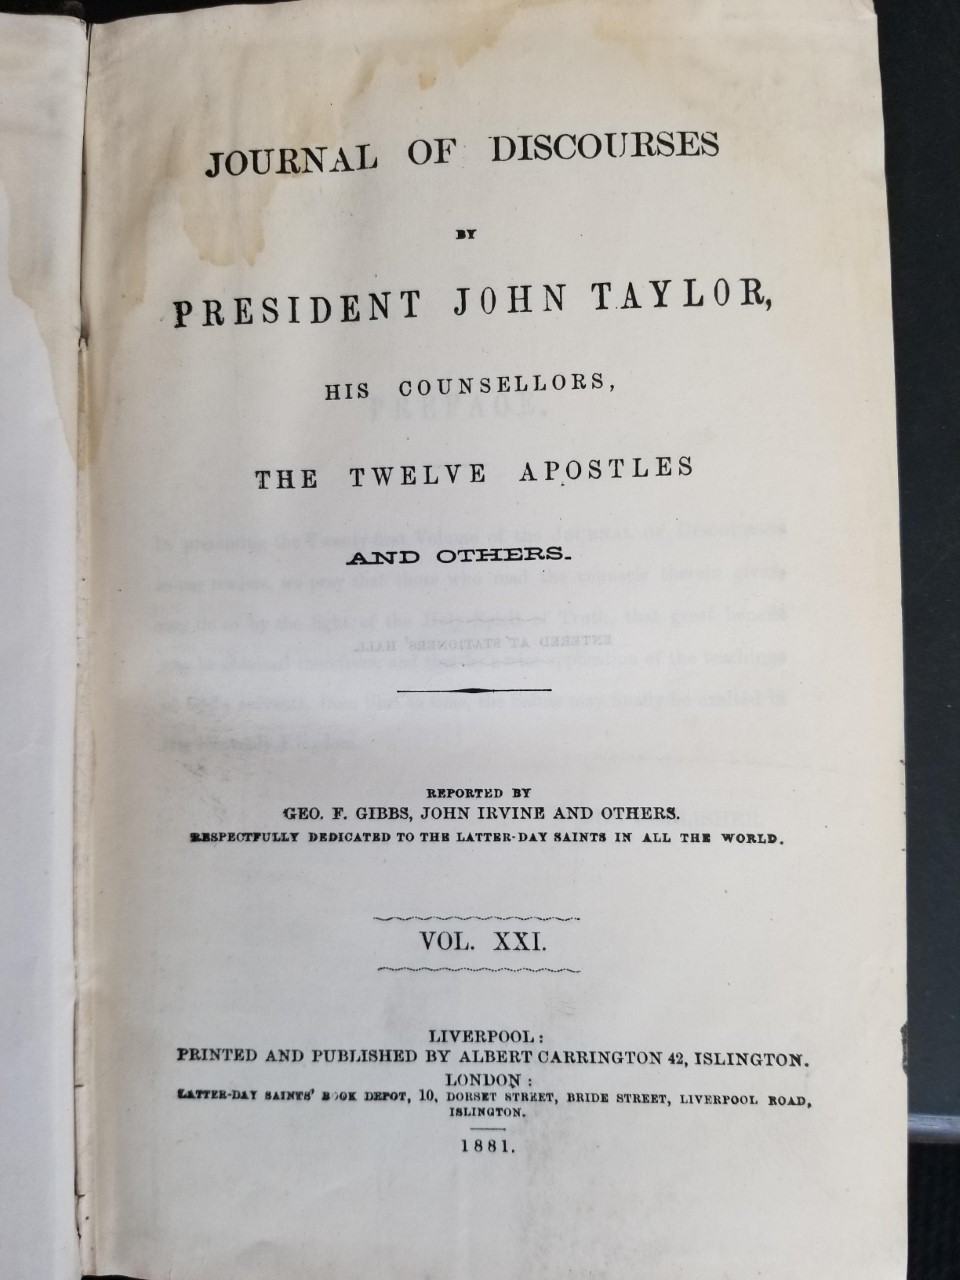 JOURNAL OF DISCOURSES
BY
PRESIDENT JOHN TAYLOR,
HIS COUNSELLORS,
THE TWELVE APOSTLES
AND OTHERS.
REPORTED BY
GEO. F. GIBBS, JOHN IRVINE AND OTHERS.
RESPECTFULLY DEDICATED TO THE LATTER-DAY SAINTS IN ALL THE WORLD.
VOL. XXI.
LIVERPOOL:
PRINTED AND PUBLISHED BY ALBERT CARRINGTON 42, ISLINGTON.
LONDON:
LATTER-DAY SAINTS' BOOK DEPOT, 10, DORSET STREET, BRIDE STREET, LIVERPOOL ROAD,
ISLINGTON.
1881.